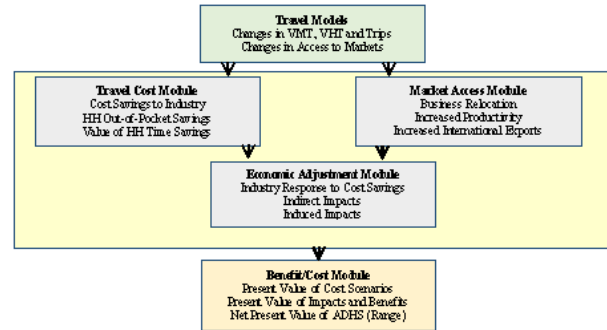 Travel Models
Changes in VMT, VHT and Trips
Changes in Access to Markets
Travel Cost Module
Cost Savings to Industry
HH Out-of-Pocket Savings
Value of HH Time Savings
Market Access Module
Business Relocation
Increased Productivity
Increased International Exports
Economic Adjustment Module
Industry Response to Cost Savings
Indirect Impacts
Induced Impacts
Benefit/Cost Module
Present Value of Cost Scenarios
Present Value of Impacts and Benefits
Net Present Value of ADHS (Range)